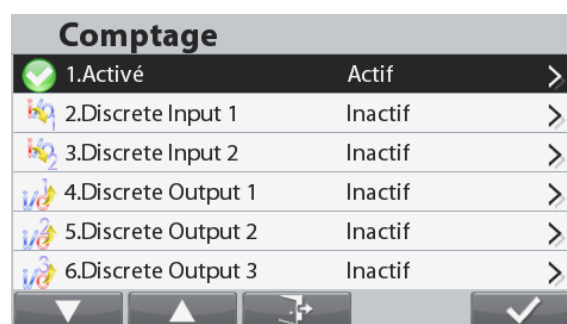 Comptage
1.Activé Actif
2.Discrete Input 1 Inactif
3.Discrete Input 2 Inactif
4.Discrete Output 1 Inactif
5.Discrete Output 2 Inactif
6.Discrete Output 3 Inactif